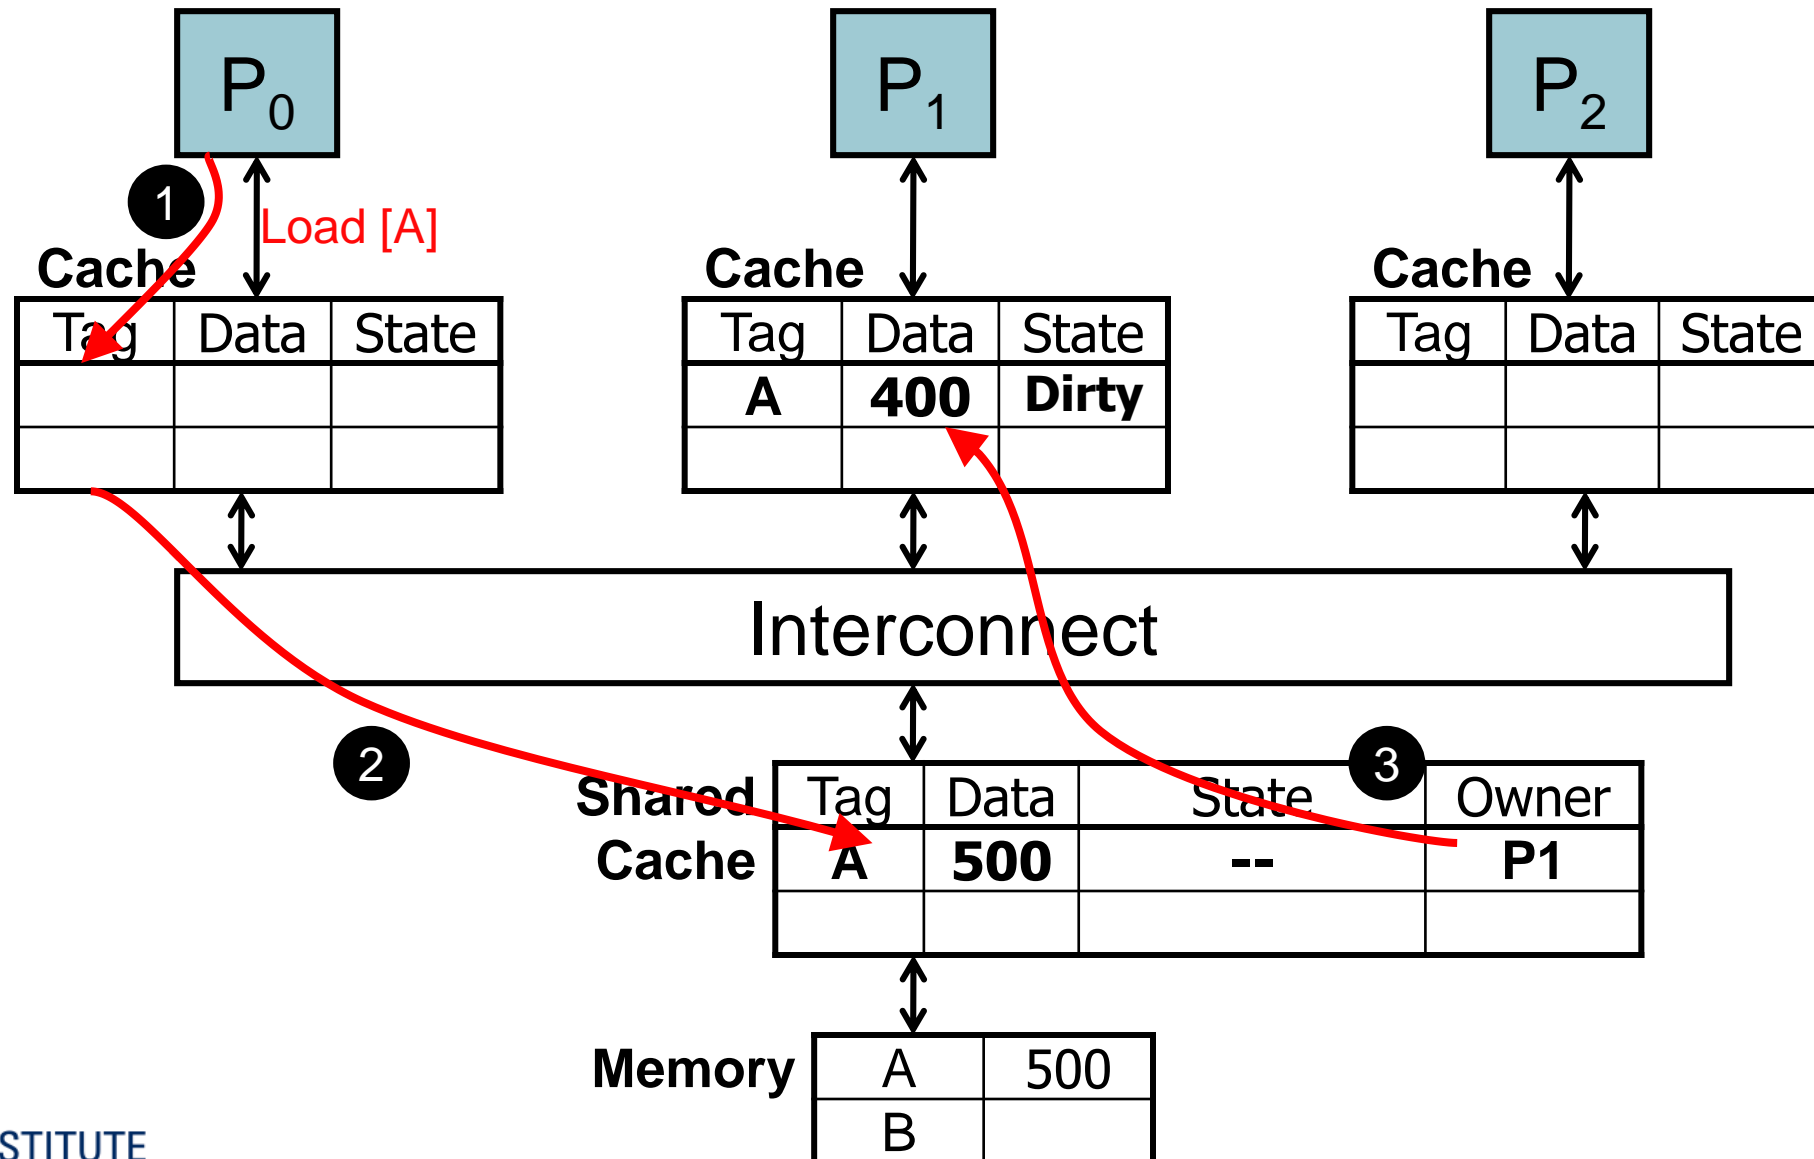 P0 P1 P2
1
Load [A]
Cache Cache Cache
Tag Data State Tag Data State Tag Data State
A 400 Dirty
Interconnect
2 3
Shared Tag Data State Owner
Cache A 500 -- P1
Memory A 500
B
STITUTE